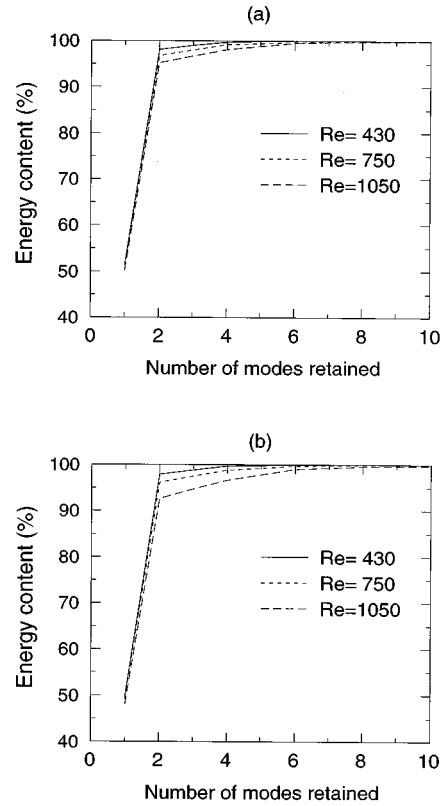 (a)
100
90
80
70
60
50
40
Energy content (%)
Re= 430
Re= 750
Re=1050
0 2 4 6 8 10
Number of modes retained
(b)
100
90
80
70
60
50
40
Energy content (%)
Re= 430
Re= 750
Re=1050
0 2 4 6 8 10
Number of modes retained